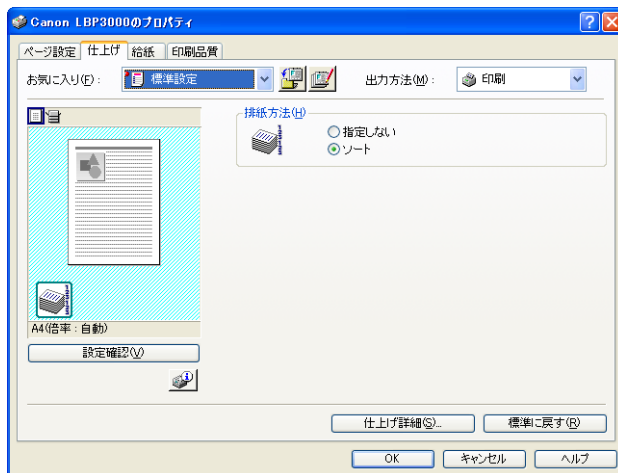 Canon LBP3000のプロパティ
ページ設定 仕上げ 給紙 印刷品質
お気に入り(F): 標準設定 出力方法(M): 印刷
排紙方法(H)
指定しない
ソート
A4(倍率:自動)
設定確認(V)
仕上げ詳細(S)... 標準に戻す(R)
OK キャンセル ヘルプ